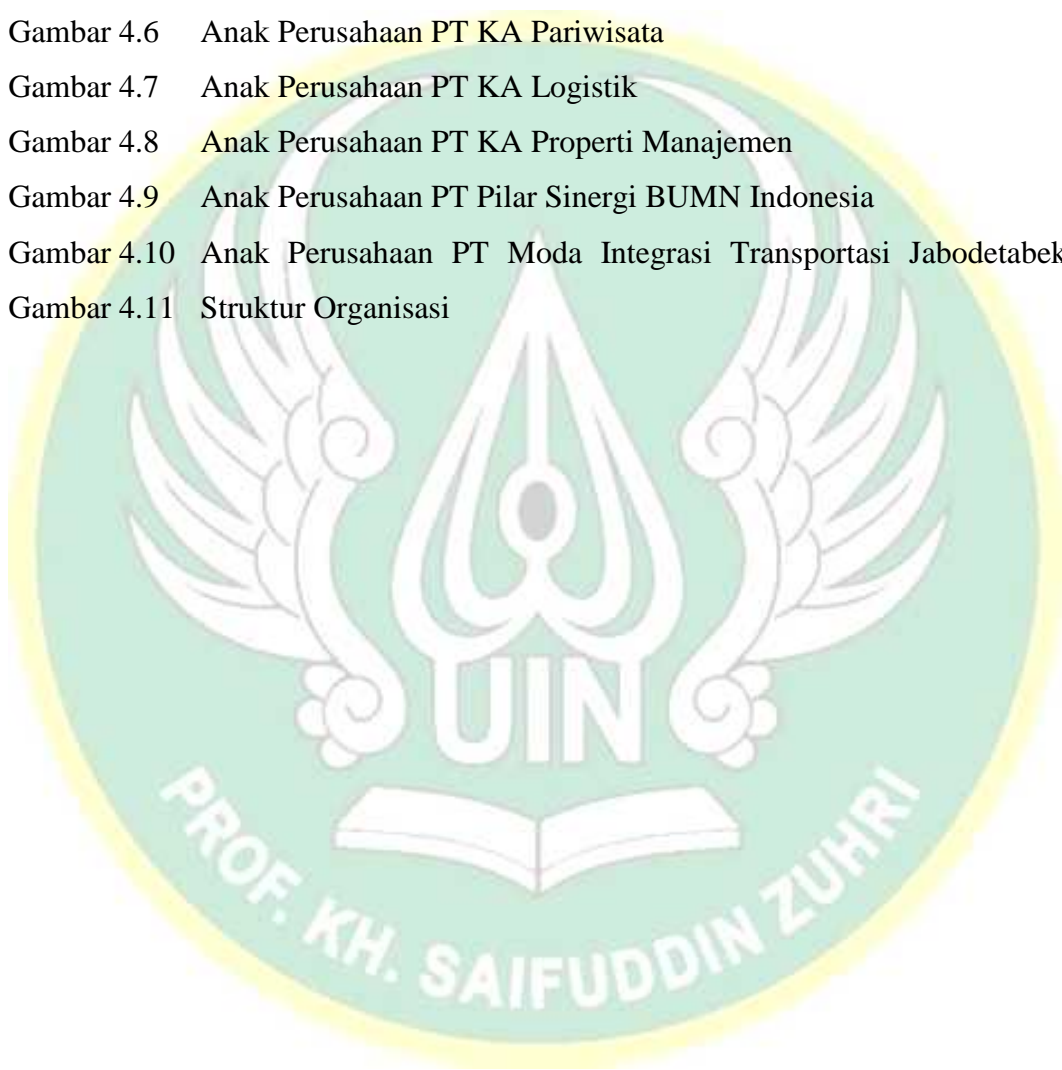 Gambar 4.6 Anak Perusahaan PT KA Pariwisata
Gambar 4.7 Anak Perusahaan PT KA Logistik
Gambar 4.8 Anak Perusahaan PT KA Properti Manajemen
Gambar 4.9 Anak Perusahaan PT Pilar Sinergi BUMN Indonesia
Gambar 4.10 Anak Perusahaan PT Moda Integrasi Transportasi Jabodetabek
Gambar 4.11 Struktur Organisasi
UIN
PROF. KH. SAIFUDDIN ZUHRI